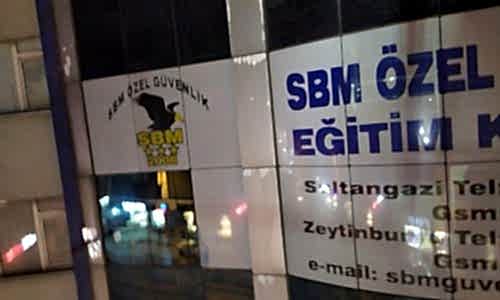 SBM ÖZEL GÜVENLİK
SBM
SBM ÖZEL
EĞİTİM K
Sultangazi Tel
Gsm
Zeytinburnu Tel
Gsm
e-mail: sbmguv